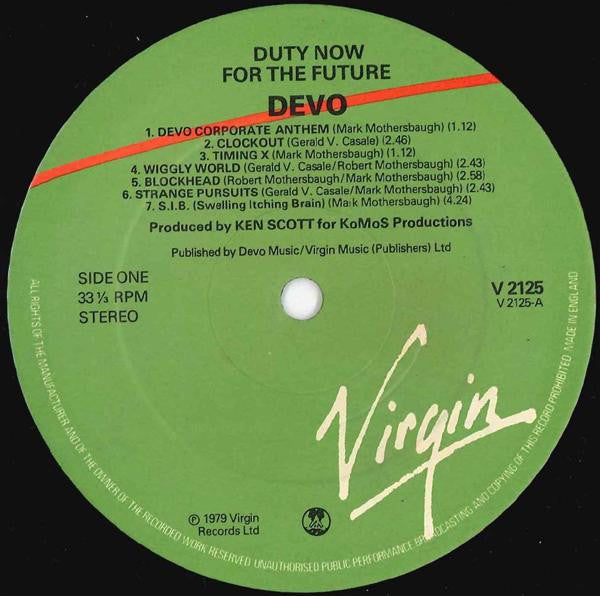 DUTY NOW
FOR THE FUTURE
DEVO
1. DEVO CORPORATE ANTHEM (Mark Mothersbaugh) (1.12)
2. CLOCKOUT (Gerald V. Casale) (2.46)
3. TIMING X (Mark Mothersbaugh) (1.12)
4. WIGGLY WORLD (Gerald V. Casale/Robert Mothersbaugh) (2.43)
5. BLOCKHEAD (Robert Mothersbaugh/Mark Mothersbaugh) (2.58)
6. STRANGE PURSUITS (Gerald V. Casale/Mark Mothersbaugh) (2.43)
7. S.I.B. (Swelling Itching Brain) (Mark Mothersbaugh) (4.24)
Produced by KEN SCOTT for KoMoS Productions
Published by Devo Music/Virgin Music (Publishers) Ltd
SIDE ONE
33⅓ RPM
STEREO
V 2125
V 2125-A
Virgin
℗ 1979 Virgin
Records Ltd
ALL RIGHTS OF THE MANUFACTURER AND OF THE OWNER OF THE RECORDED WORK RESERVED. UNAUTHORISED PUBLIC PERFORMANCE BROADCASTING AND COPYING OF THIS RECORD PROHIBITED. MADE IN ENGLAND